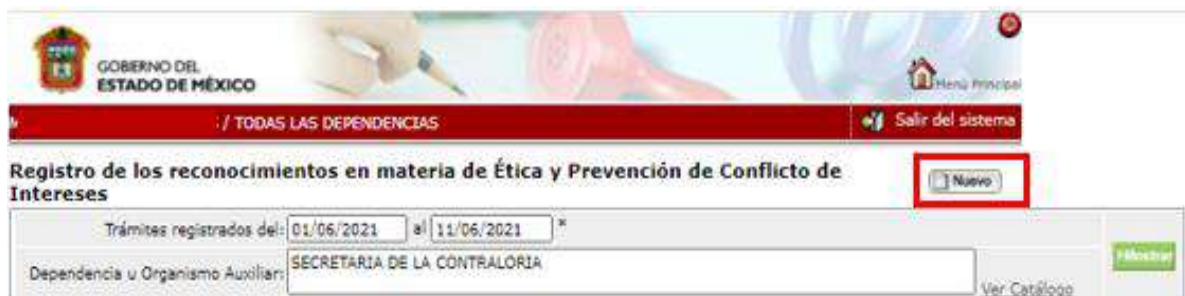 GOBIERNO DEL
ESTADO DE MÉXICO
Menú Principal
/ TODAS LAS DEPENDENCIAS
Salir del sistema
Registro de los reconocimientos en materia de Ética y Prevención de Conflicto de
Intereses
Nuevo
Trámites registrados del: 01/06/2021 al 11/06/2021 *
Dependencia u Organismo Auxiliar: SECRETARIA DE LA CONTRALORIA
Mostrar
Ver Catálogo